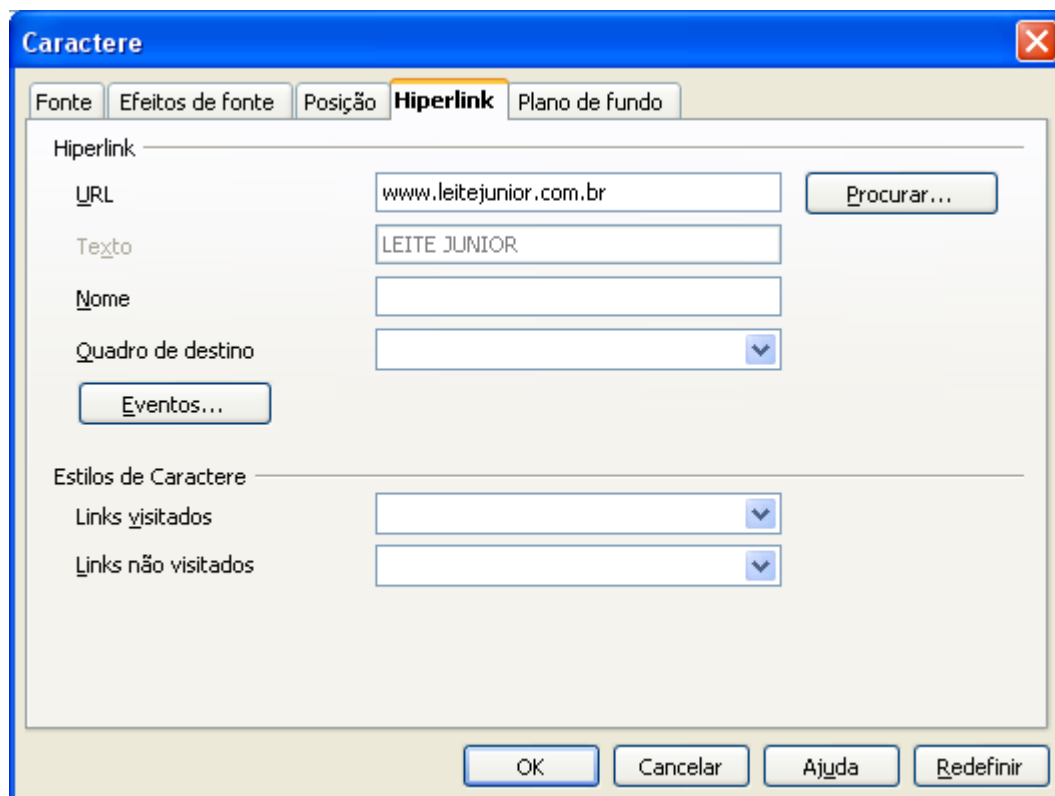 Caractere
Fonte Efeitos de fonte Posição Hiperlink Plano de fundo
Hiperlink
URL www.leitejunior.com.br Procurar...
Texto LEITE JUNIOR
Nome
Quadro de destino
Eventos...
Estilos de Caractere
Links visitados
Links não visitados
OK Cancelar Ajuda Redefinir